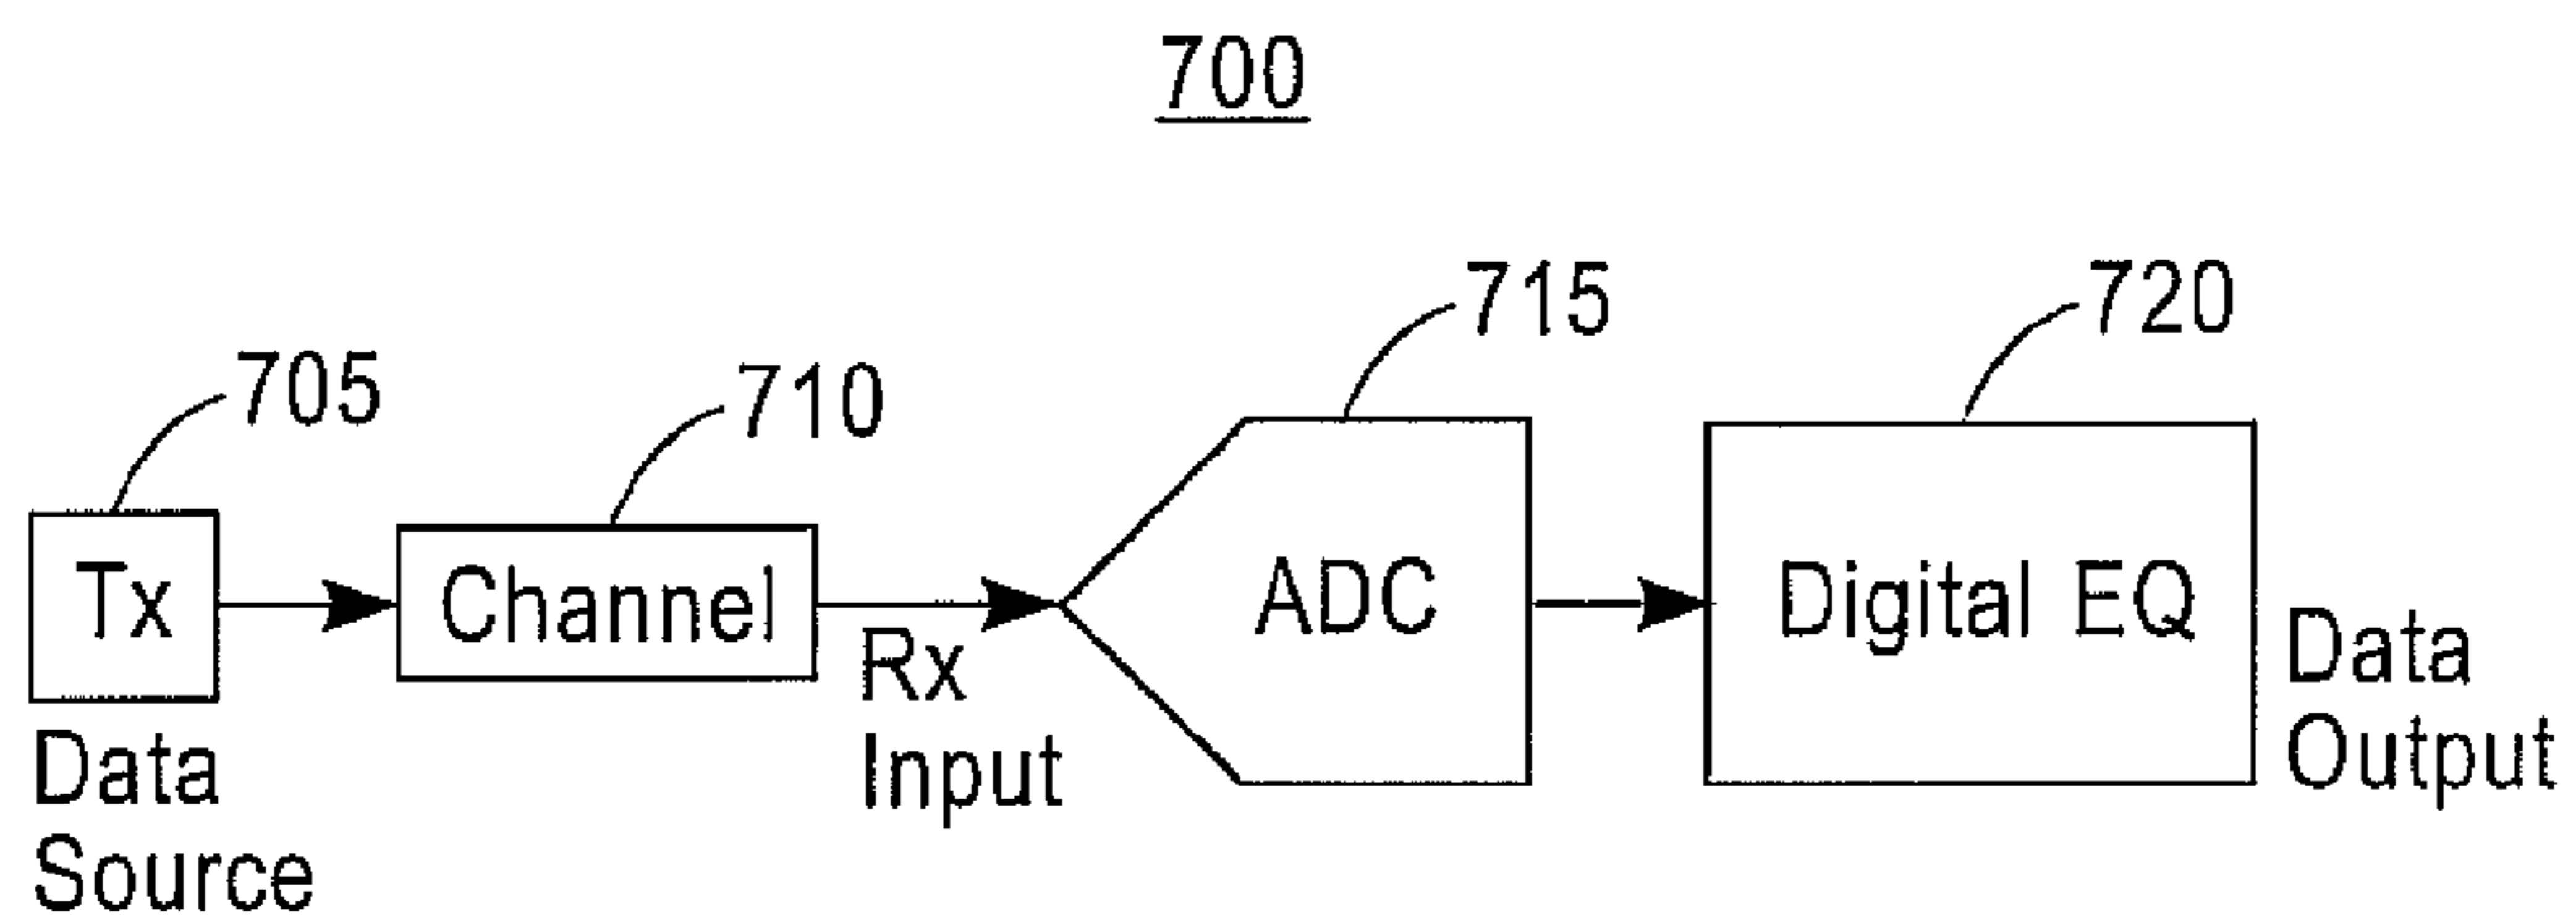 700
705
710
715
720
Tx
Channel
ADC
Digital EQ
Data
Source
Rx
Input
Data
Output